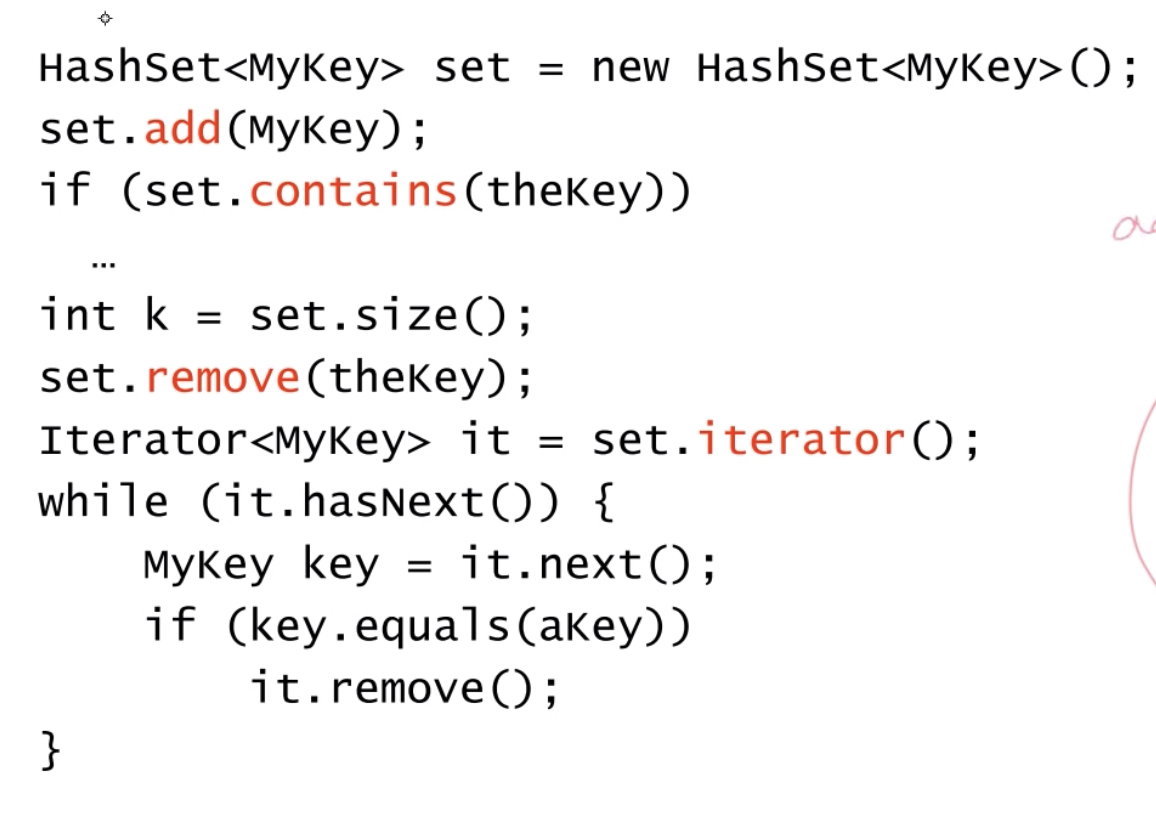 HashSet<MyKey> set = new HashSet<MyKey>();
set.add(MyKey);
if (set.contains(theKey))
…
int k = set.size();
set.remove(theKey);
Iterator<MyKey> it = set.iterator();
while (it.hasNext()) {
MyKey key = it.next();
if (key.equals(aKey))
it.remove();
}